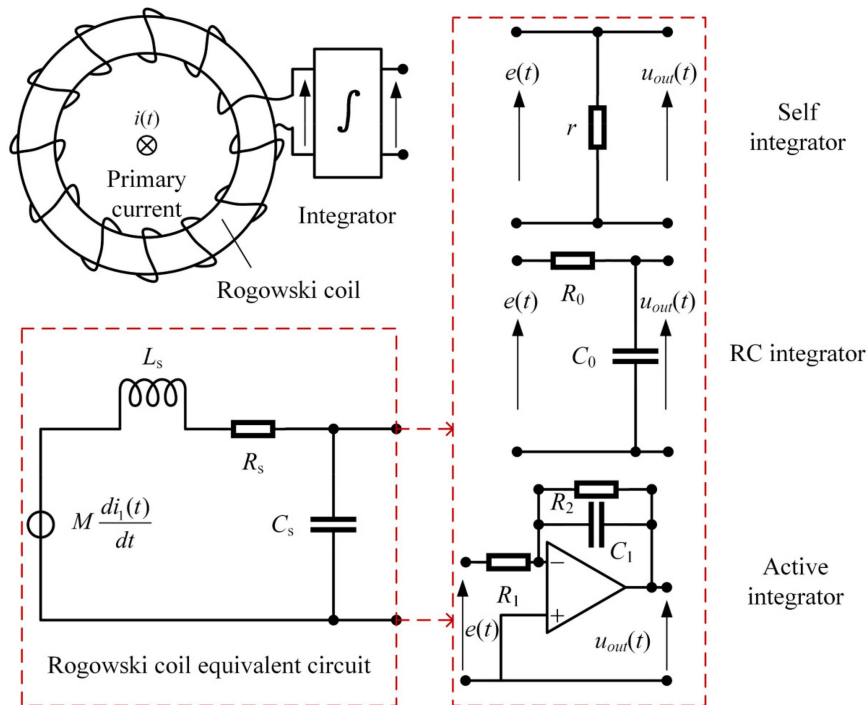 i(t)
Primary
current
∫
Integrator
Rogowski coil
e(t)
u_out(t)
r
Self
integrator
R_0
e(t)
u_out(t)
C_0
RC integrator
L_s
R_s
M di_1(t)/dt
C_s
Rogowski coil equivalent circuit
R_2
C_1
R_1
−
+
e(t)
u_out(t)
Active
integrator